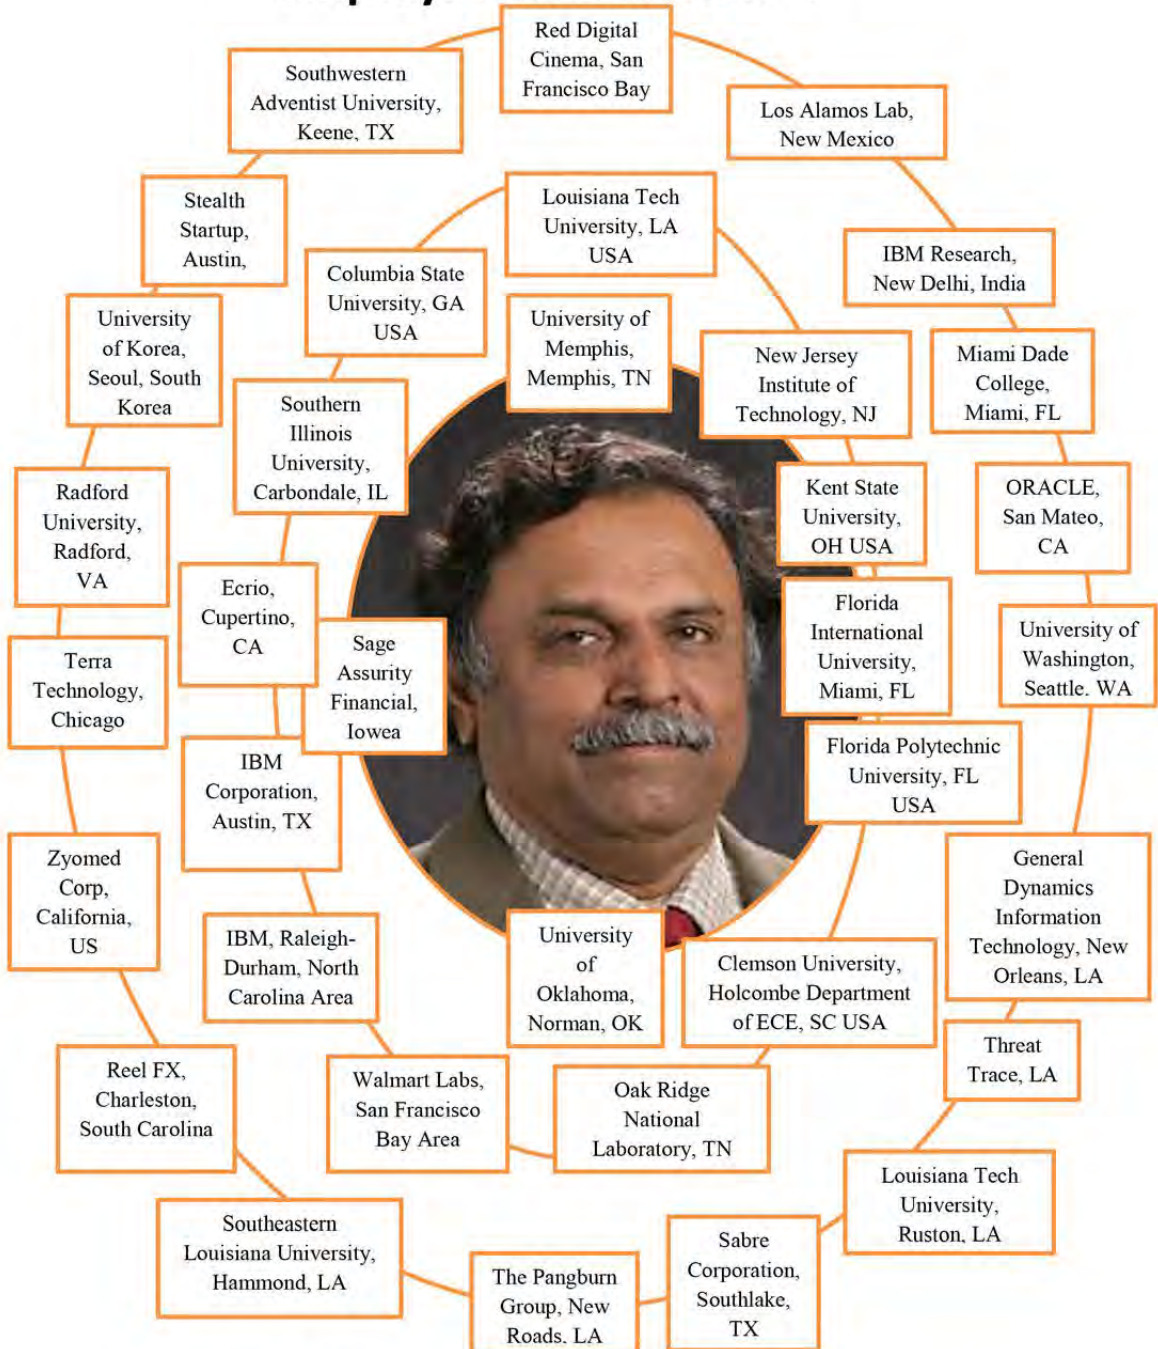 Red Digital
Cinema, San
Francisco Bay
Southwestern
Adventist University,
Keene, TX
Los Alamos Lab,
New Mexico
Stealth
Startup,
Austin,
Louisiana Tech
University, LA
USA
IBM Research,
New Delhi, India
Columbia State
University, GA
USA
University
of Korea,
Seoul, South
Korea
University of
Memphis,
Memphis, TN
New Jersey
Institute of
Technology, NJ
Miami Dade
College,
Miami, FL
Southern
Illinois
University,
Carbondale, IL
Radford
University,
Radford,
VA
Kent State
University,
OH USA
ORACLE,
San Mateo,
CA
Ecrio,
Cupertino,
CA
Florida
International
University,
Miami, FL
University of
Washington,
Seattle. WA
Sage
Assurity
Financial,
Iowea
Terra
Technology,
Chicago
Florida Polytechnic
University, FL
USA
IBM
Corporation,
Austin, TX
Zyomed
Corp,
California,
US
General
Dynamics
Information
Technology, New
Orleans, LA
IBM, Raleigh-
Durham, North
Carolina Area
University
of
Oklahoma,
Norman, OK
Clemson University,
Holcombe Department
of ECE, SC USA
Threat
Trace, LA
Reel FX,
Charleston,
South Carolina
Walmart Labs,
San Francisco
Bay Area
Oak Ridge
National
Laboratory, TN
Louisiana Tech
University,
Ruston, LA
Southeastern
Louisiana University,
Hammond, LA
Sabre
Corporation,
Southlake,
TX
The Pangburn
Group, New
Roads. LA